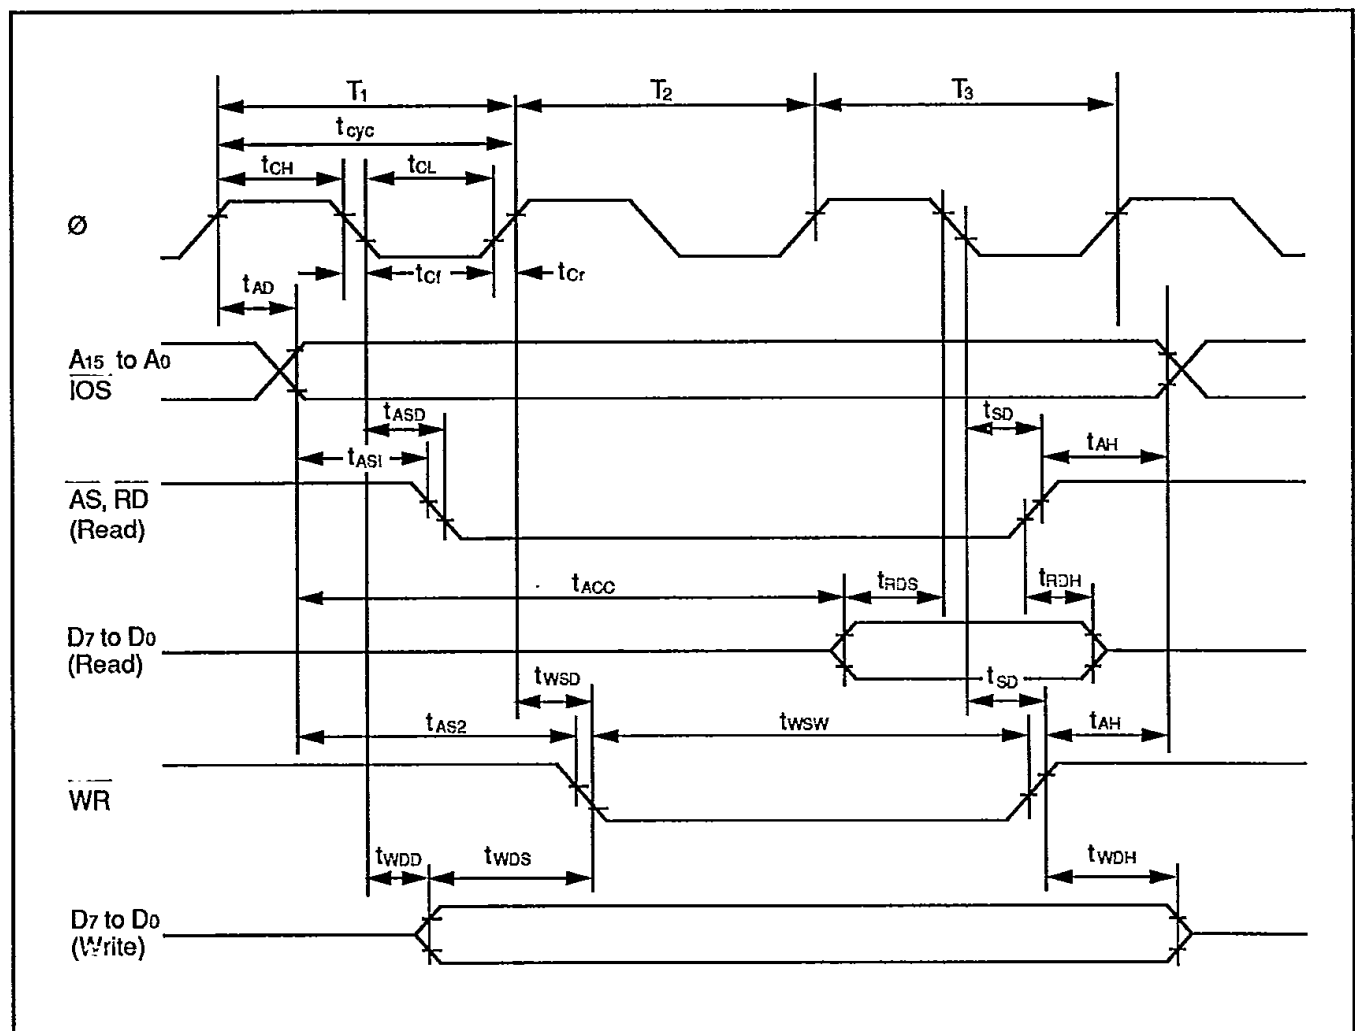 T1 T2 T3
tcyc
tCH tCL
Ø
tCf tCr
tAD
A15 to A0
IOS
tASD tSD
tASI tAH
AS, RD
(Read)
tACC tRDS tRDH
D7 to D0
(Read)
tWSD tSD
tAS2 tWSW tAH
WR
tWDD tWDS tWDH
D7 to D0
(Write)